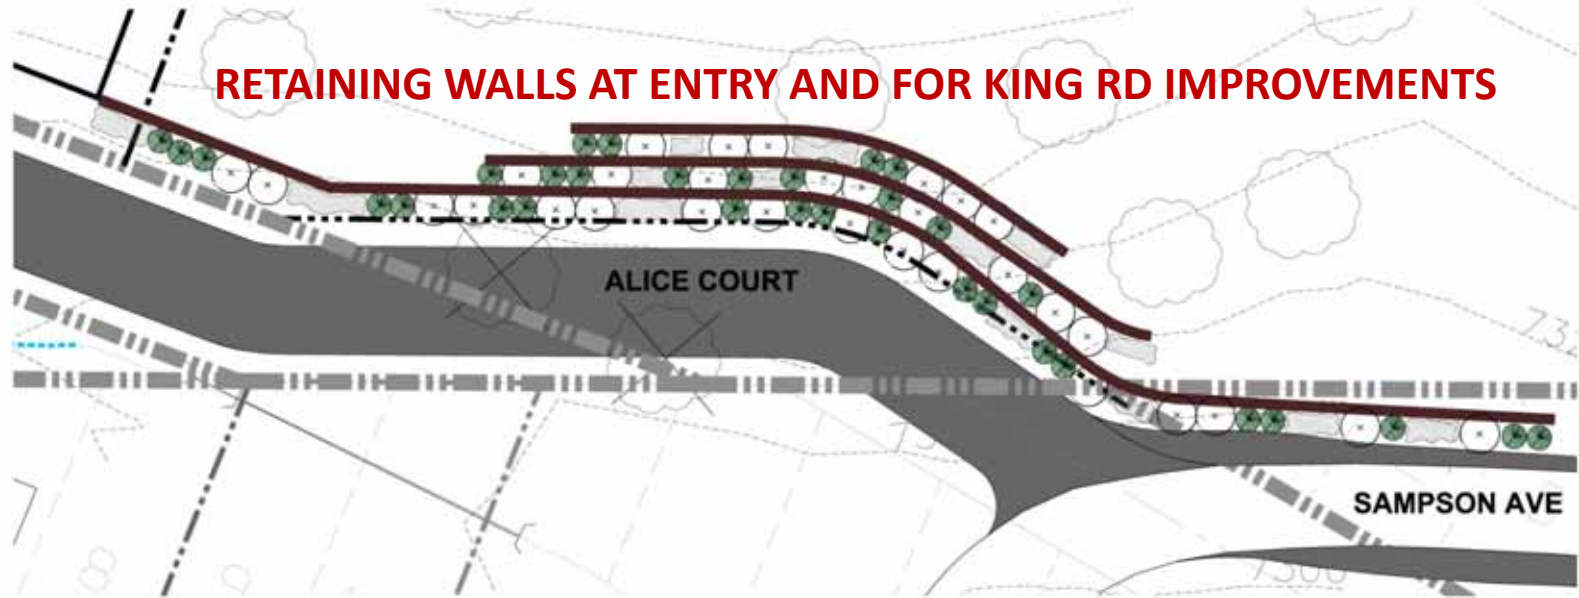 RETAINING WALLS AT ENTRY AND FOR KING RD IMPROVEMENTS
ALICE COURT
SAMPSON AVE